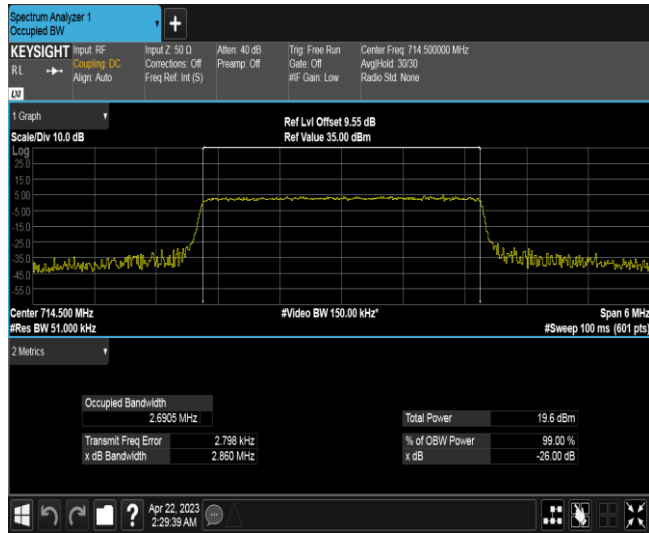 Spectrum Analyzer 1
Occupied BW
+
KEYSIGHT
RL
LXI
Input: RF
Coupling: DC
Align: Auto
Input Z: 50 Ω
Corrections: Off
Freq Ref: Int (S)
Atten: 40 dB
Preamp: Off
Trig: Free Run
Gate: Off
#IF Gain: Low
Center Freq: 714.500000 MHz
Avg|Hold: 30/30
Radio Std: None
1 Graph
Scale/Div 10.0 dB
Ref Lvl Offset 9.55 dB
Ref Value 35.00 dBm
Log
25.0
15.0
5.00
-5.00
-15.0
-25.0
-35.0
-45.0
-55.0
Center 714.500 MHz
#Res BW 51.000 kHz
#Video BW 150.00 kHz*
Span 6 MHz
#Sweep 100 ms (601 pts)
2 Metrics
Occupied Bandwidth
2.6905 MHz
Transmit Freq Error 2.798 kHz
x dB Bandwidth 2.860 MHz
Total Power 19.6 dBm
% of OBW Power 99.00 %
x dB -26.00 dB
?
Apr 22, 2023
2:29:39 AM